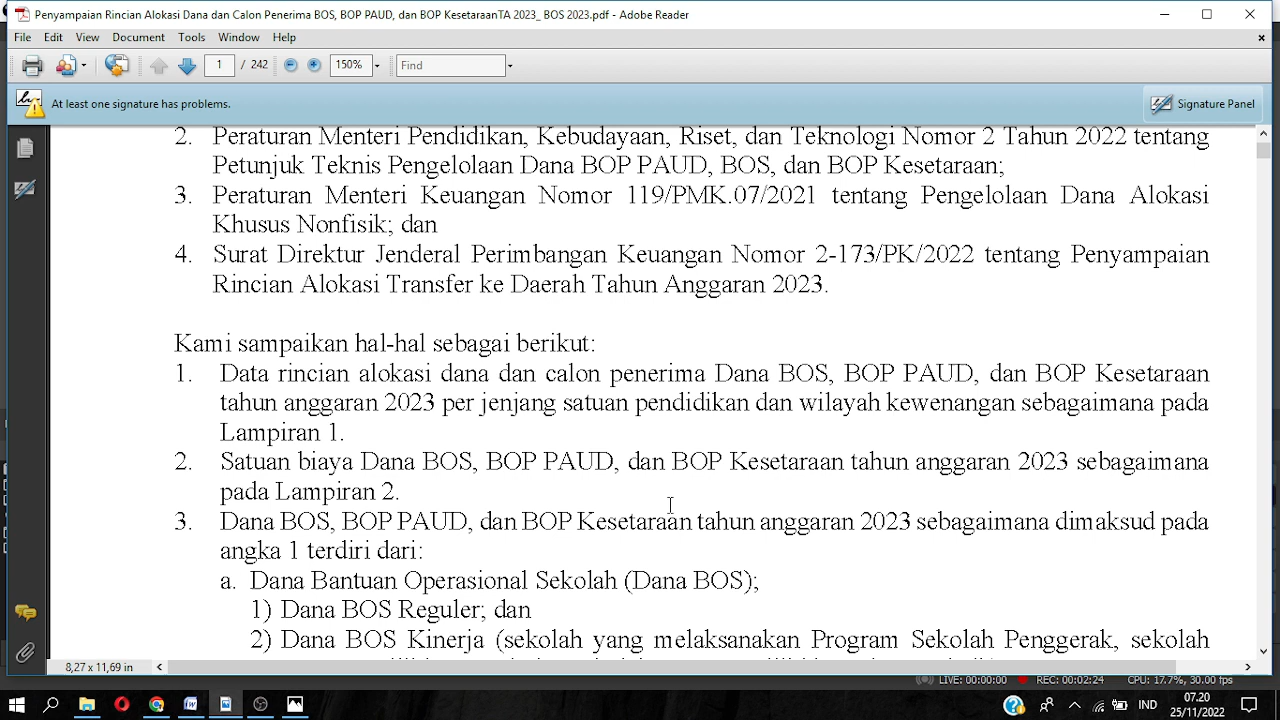 Penyampaian Rincian Alokasi Dana dan Calon Penerima BOS, BOP PAUD, dan BOP KesetaraanTA 2023_ BOS 2023.pdf - Adobe Reader
File Edit View Document Tools Window Help
1 / 242 150% Find
At least one signature has problems.
Signature Panel
2. Peraturan Menteri Pendidikan, Kebudayaan, Riset, dan Teknologi Nomor 2 Tahun 2022 tentang
Petunjuk Teknis Pengelolaan Dana BOP PAUD, BOS, dan BOP Kesetaraan;
3. Peraturan Menteri Keuangan Nomor 119/PMK.07/2021 tentang Pengelolaan Dana Alokasi
Khusus Nonfisik; dan
4. Surat Direktur Jenderal Perimbangan Keuangan Nomor 2-173/PK/2022 tentang Penyampaian
Rincian Alokasi Transfer ke Daerah Tahun Anggaran 2023.
Kami sampaikan hal-hal sebagai berikut:
1. Data rincian alokasi dana dan calon penerima Dana BOS, BOP PAUD, dan BOP Kesetaraan
tahun anggaran 2023 per jenjang satuan pendidikan dan wilayah kewenangan sebagaimana pada
Lampiran 1.
2. Satuan biaya Dana BOS, BOP PAUD, dan BOP Kesetaraan tahun anggaran 2023 sebagaimana
pada Lampiran 2.
3. Dana BOS, BOP PAUD, dan BOP Kesetaraan tahun anggaran 2023 sebagaimana dimaksud pada
angka 1 terdiri dari:
a. Dana Bantuan Operasional Sekolah (Dana BOS);
1) Dana BOS Reguler; dan
2) Dana BOS Kinerja (sekolah yang melaksanakan Program Sekolah Penggerak, sekolah
8,27 x 11,69 in
LIVE: 00:00:00 REC: 00:02:24 CPU: 17.7%, 30.00 fps
IND
07.20
25/11/2022